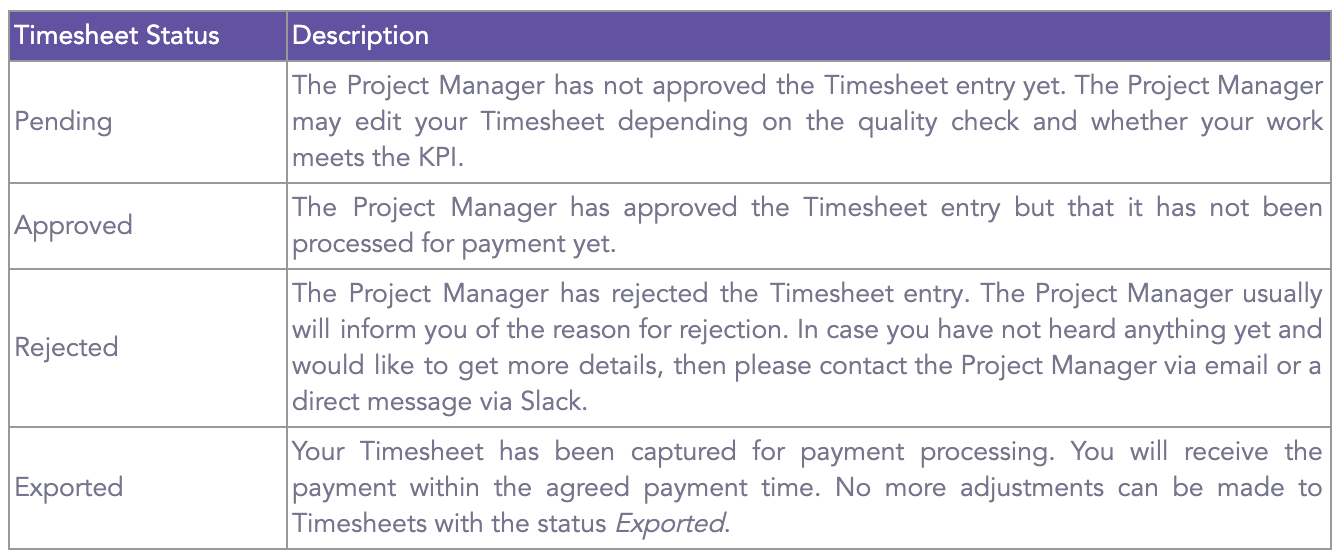 Timesheet Status Description
Pending
The Project Manager has not approved the Timesheet entry yet. The Project Manager
may edit your Timesheet depending on the quality check and whether your work
meets the KPI.
Approved
The Project Manager has approved the Timesheet entry but that it has not been
processed for payment yet.
Rejected
The Project Manager has rejected the Timesheet entry. The Project Manager usually
will inform you of the reason for rejection. In case you have not heard anything yet and
would like to get more details, then please contact the Project Manager via email or a
direct message via Slack.
Exported
Your Timesheet has been captured for payment processing. You will receive the
payment within the agreed payment time. No more adjustments can be made to
Timesheets with the status Exported.